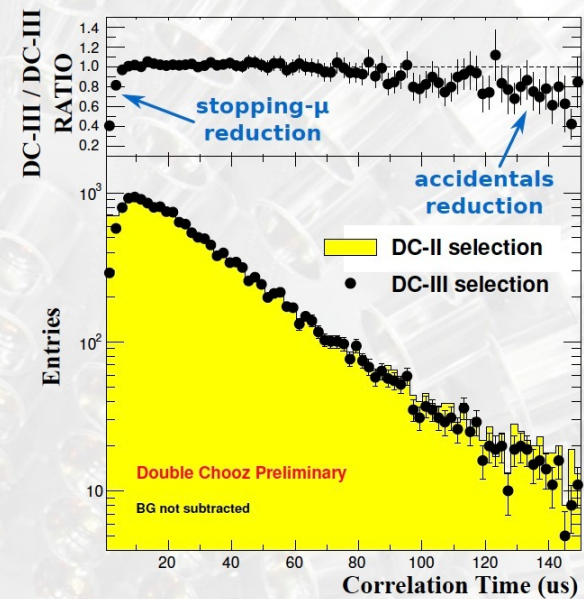 DC-III / DC-III
RATIO
1.4
1.2
1.0
0.8
0.6
0.4
0.2
stopping-μ
reduction
accidentals
reduction
Entries
10³
10²
10
DC-II selection
DC-III selection
Double Chooz Preliminary
BG not subtracted
20 40 60 80 100 120 140
Correlation Time (us)